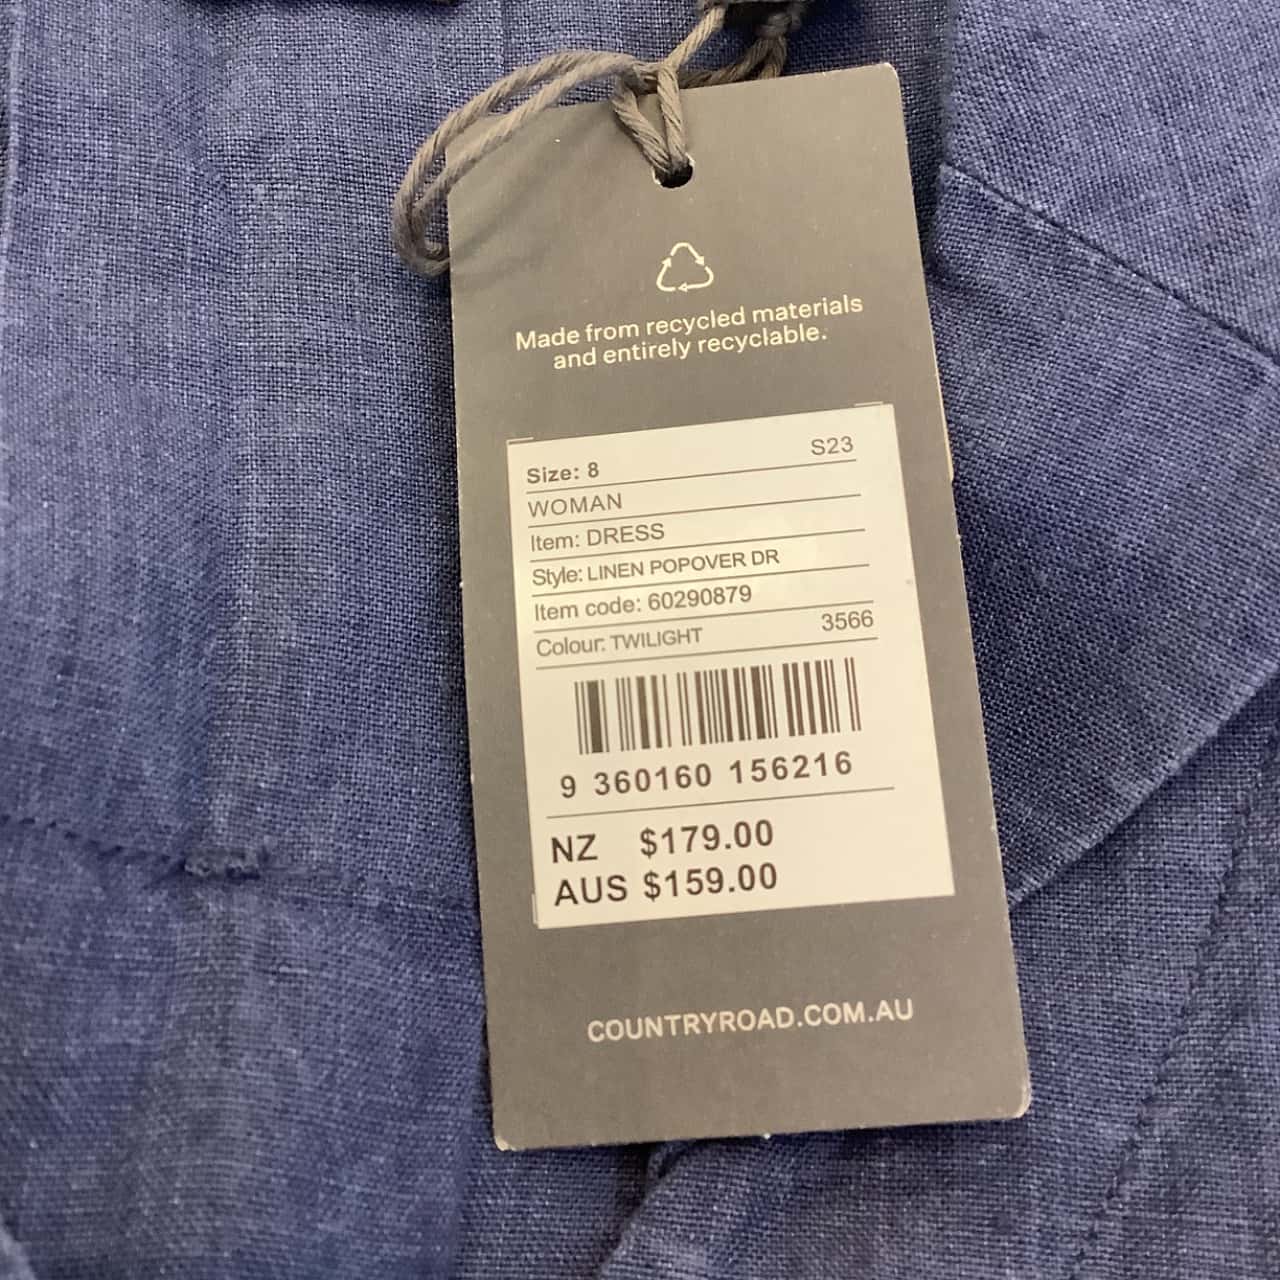 Made from recycled materials
and entirely recyclable.
Size: 8 S23
WOMAN
Item: DRESS
Style: LINEN POPOVER DR
Item code: 60290879
Colour: TWILIGHT 3566
9 360160 156216
NZ $179.00
AUS $159.00
COUNTRYROAD.COM.AU